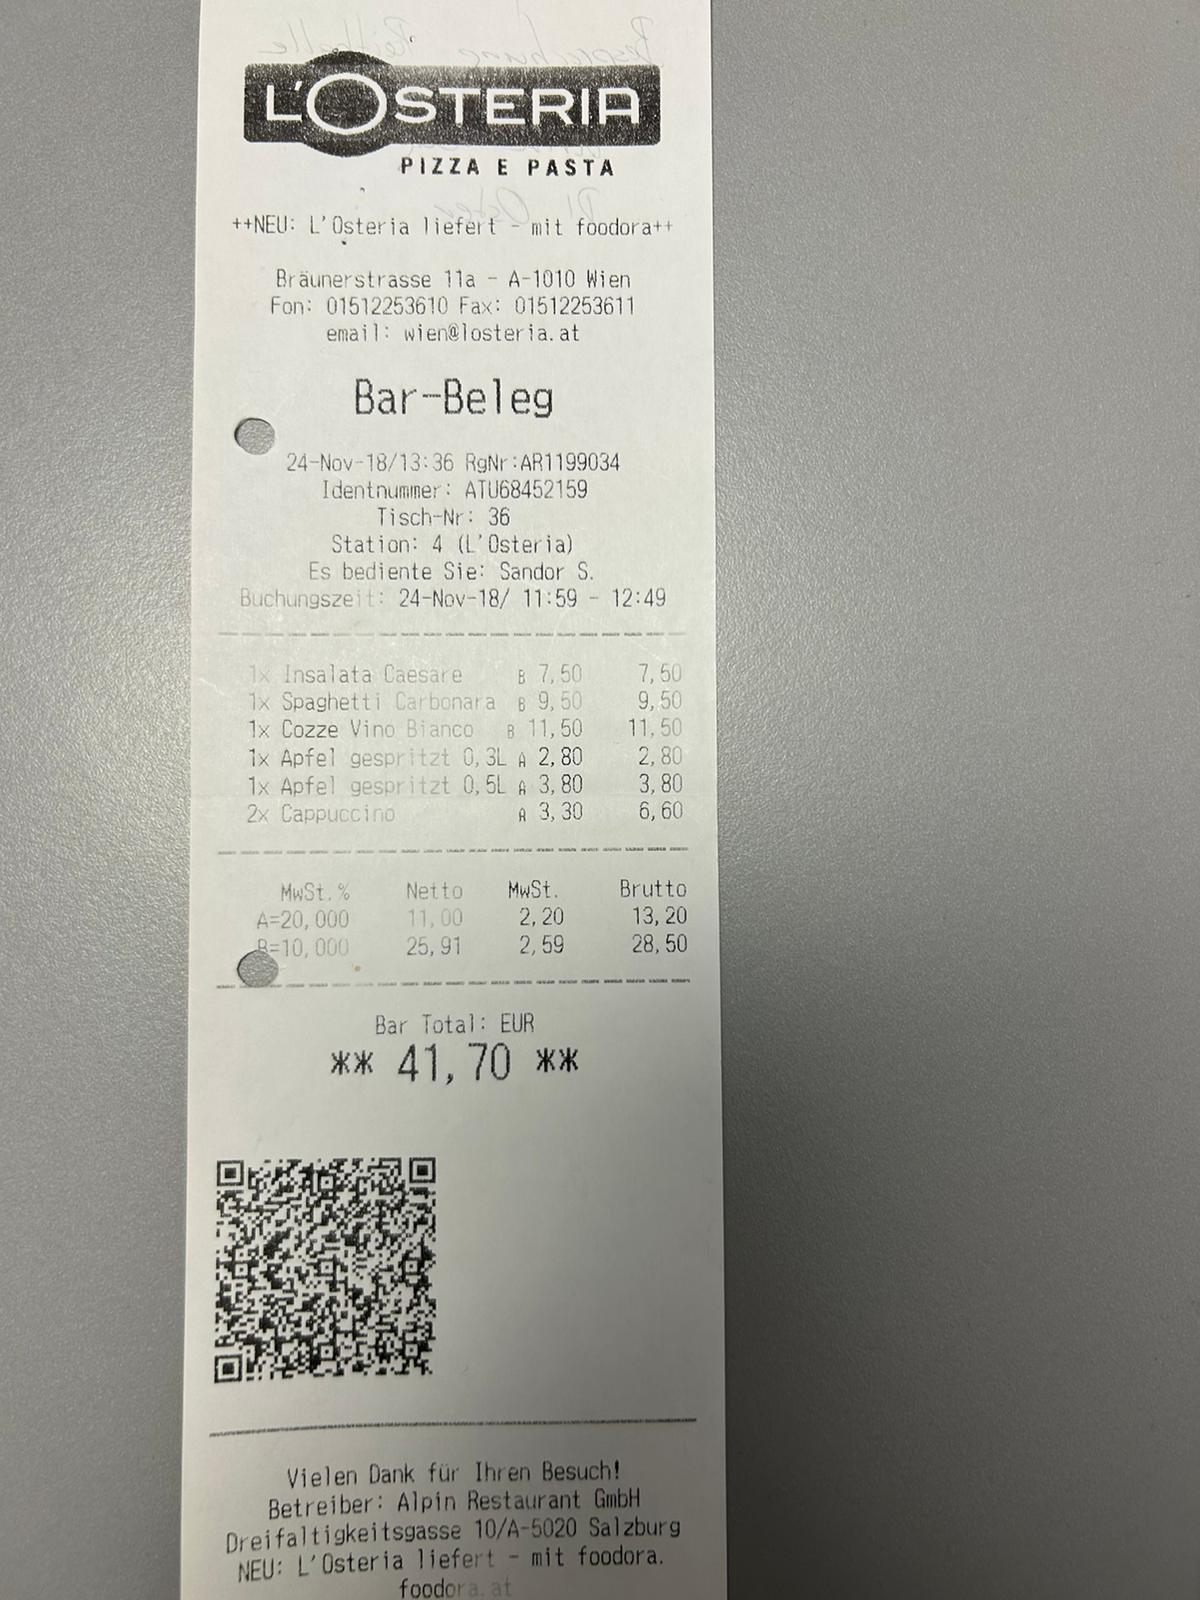 L'OSTERIA
PIZZA E PASTA
++NEU: L'Osteria liefert - mit foodora++
Bräunerstrasse 11a - A-1010 Wien
Fon: 01512253610 Fax: 01512253611
email: wien@losteria.at
Bar-Beleg
24-Nov-18/13:36 RgNr:AR1199034
Identnummer: ATU68452159
Tisch-Nr: 36
Station: 4 (L'Osteria)
Es bediente Sie: Sandor S.
Buchungszeit: 24-Nov-18/ 11:59 - 12:49
1x Insalata Caesare B 7,50 7,50
1x Spaghetti Carbonara B 9,50 9,50
1x Cozze Vino Bianco B 11,50 11,50
1x Apfel gespritzt 0,3L A 2,80 2,80
1x Apfel gespritzt 0,5L A 3,80 3,80
2x Cappuccino A 3,30 6,60
MwSt.% Netto MwSt. Brutto
A=20,000 11,00 2,20 13,20
B=10,000 25,91 2,59 28,50
Bar Total: EUR
** 41,70 **
Vielen Dank für Ihren Besuch!
Betreiber: Alpin Restaurant GmbH
Dreifaltigkeitsgasse 10/A-5020 Salzburg
NEU: L'Osteria liefert - mit foodora.
foodora.at